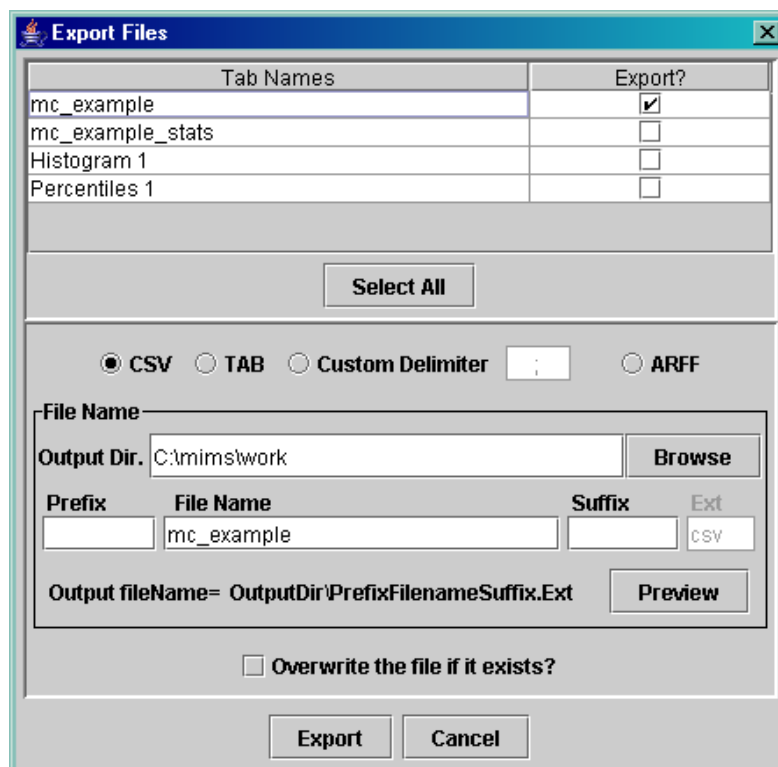 Export Files
Tab Names Export?
mc_example
mc_example_stats
Histogram 1
Percentiles 1
Select All
CSV TAB Custom Delimiter ; ARFF
File Name
Output Dir. C:\mims\work Browse
Prefix File Name Suffix Ext
mc_example csv
Output fileName= OutputDir\PrefixFilenameSuffix.Ext Preview
Overwrite the file if it exists?
Export Cancel